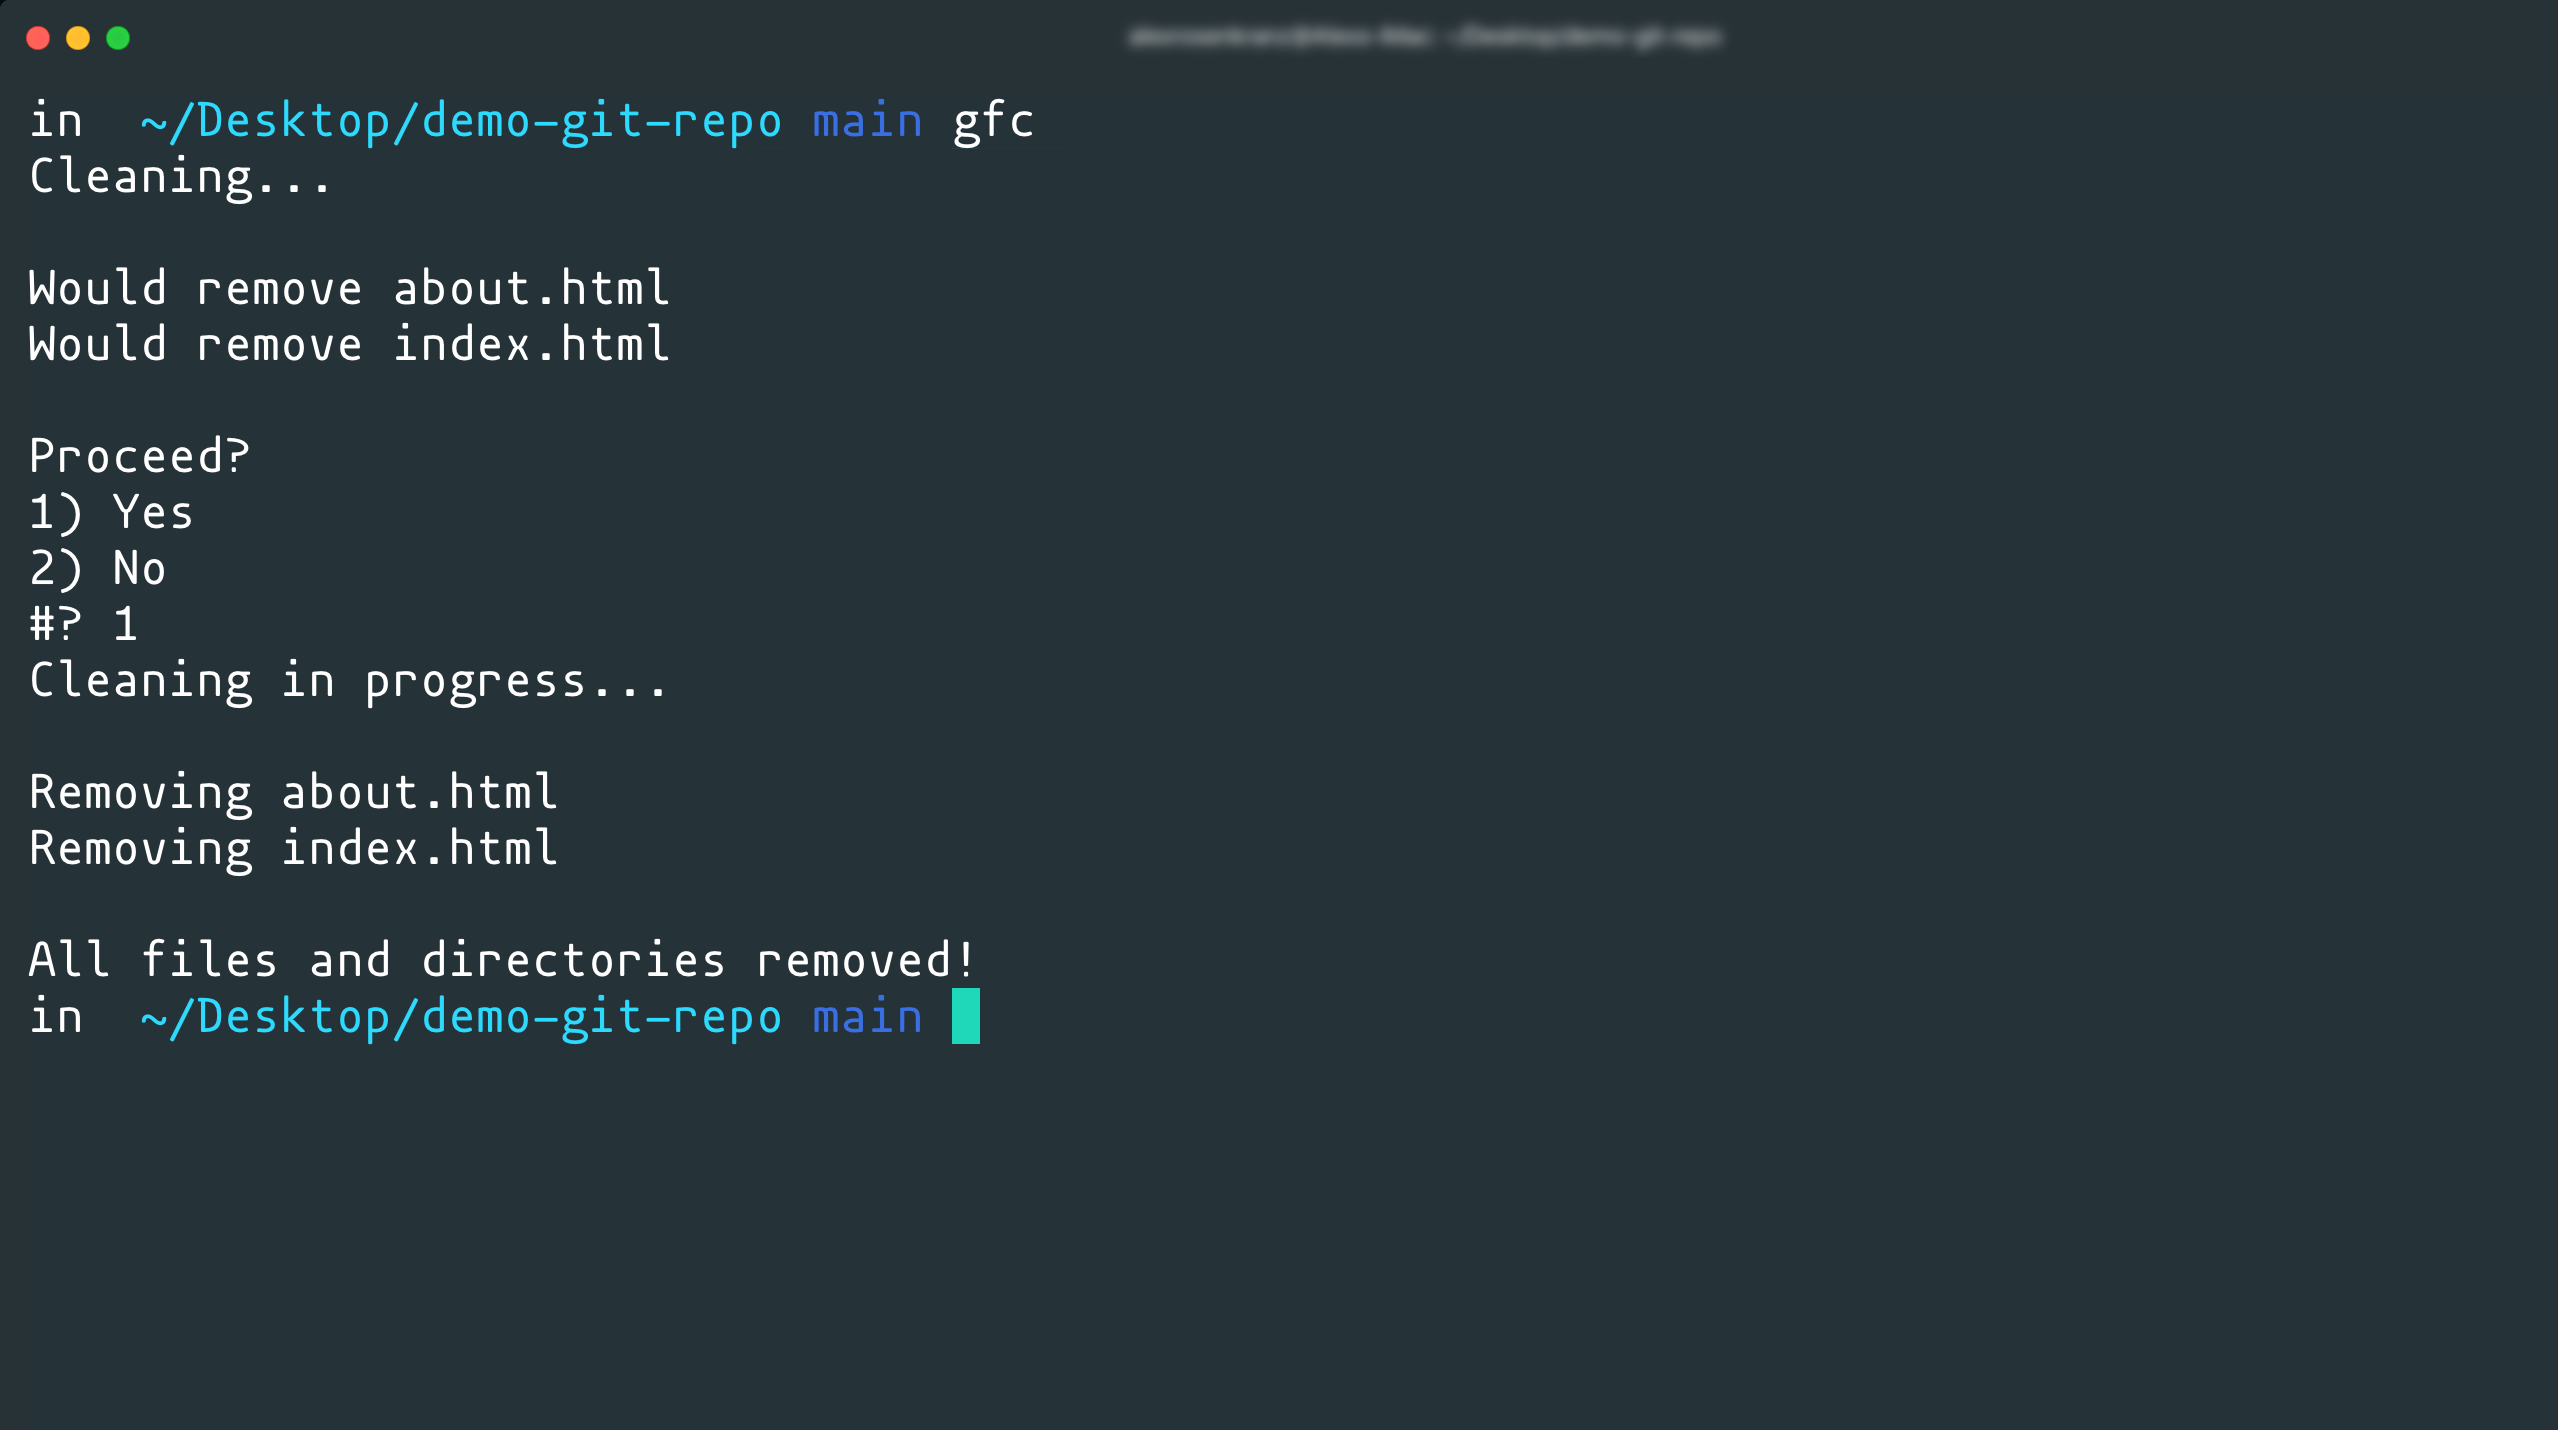 in ~/Desktop/demo-git-repo main gfc
Cleaning...
Would remove about.html
Would remove index.html
Proceed?
1) Yes
2) No
#? 1
Cleaning in progress...
Removing about.html
Removing index.html
All files and directories removed!
in ~/Desktop/demo-git-repo main